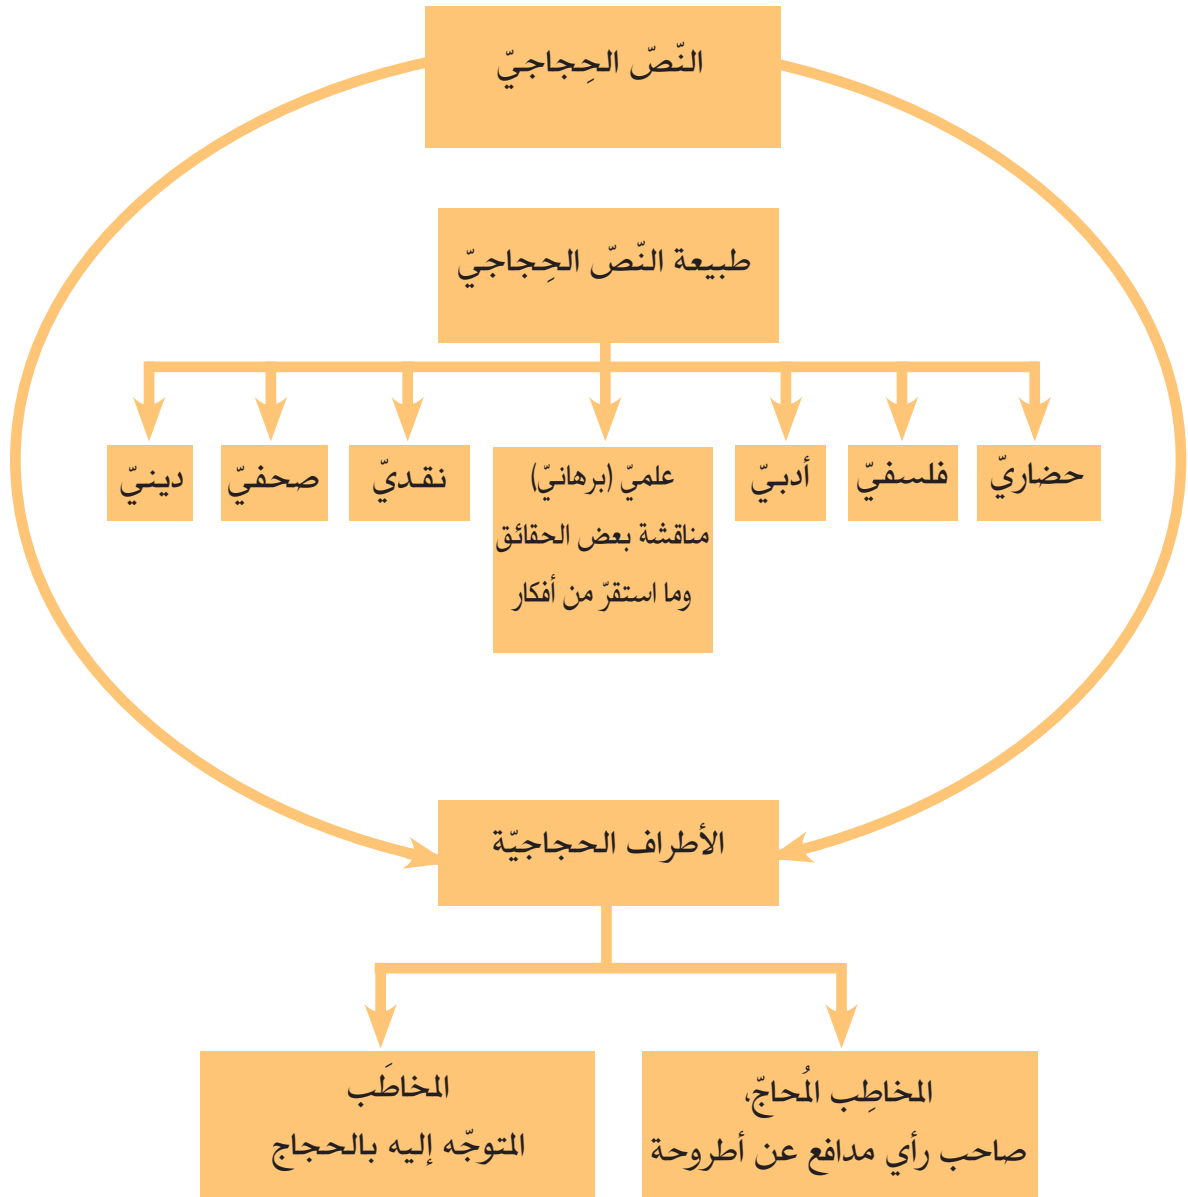 النّصّ الحِجاجيّ
طبيعة النّصّ الحِجاجيّ
حضاريّ
فلسفيّ
أدبيّ
علميّ (برهانيّ)
مناقشة بعض الحقائق
وما استقرّ من أفكار
نقديّ
صحفيّ
دينيّ
الأطراف الحجاجيّة
المخاطِب المُحاجّ،
صاحب رأي مدافع عن أطروحة
المخاطَب
المتوجّه إليه بالحجاج